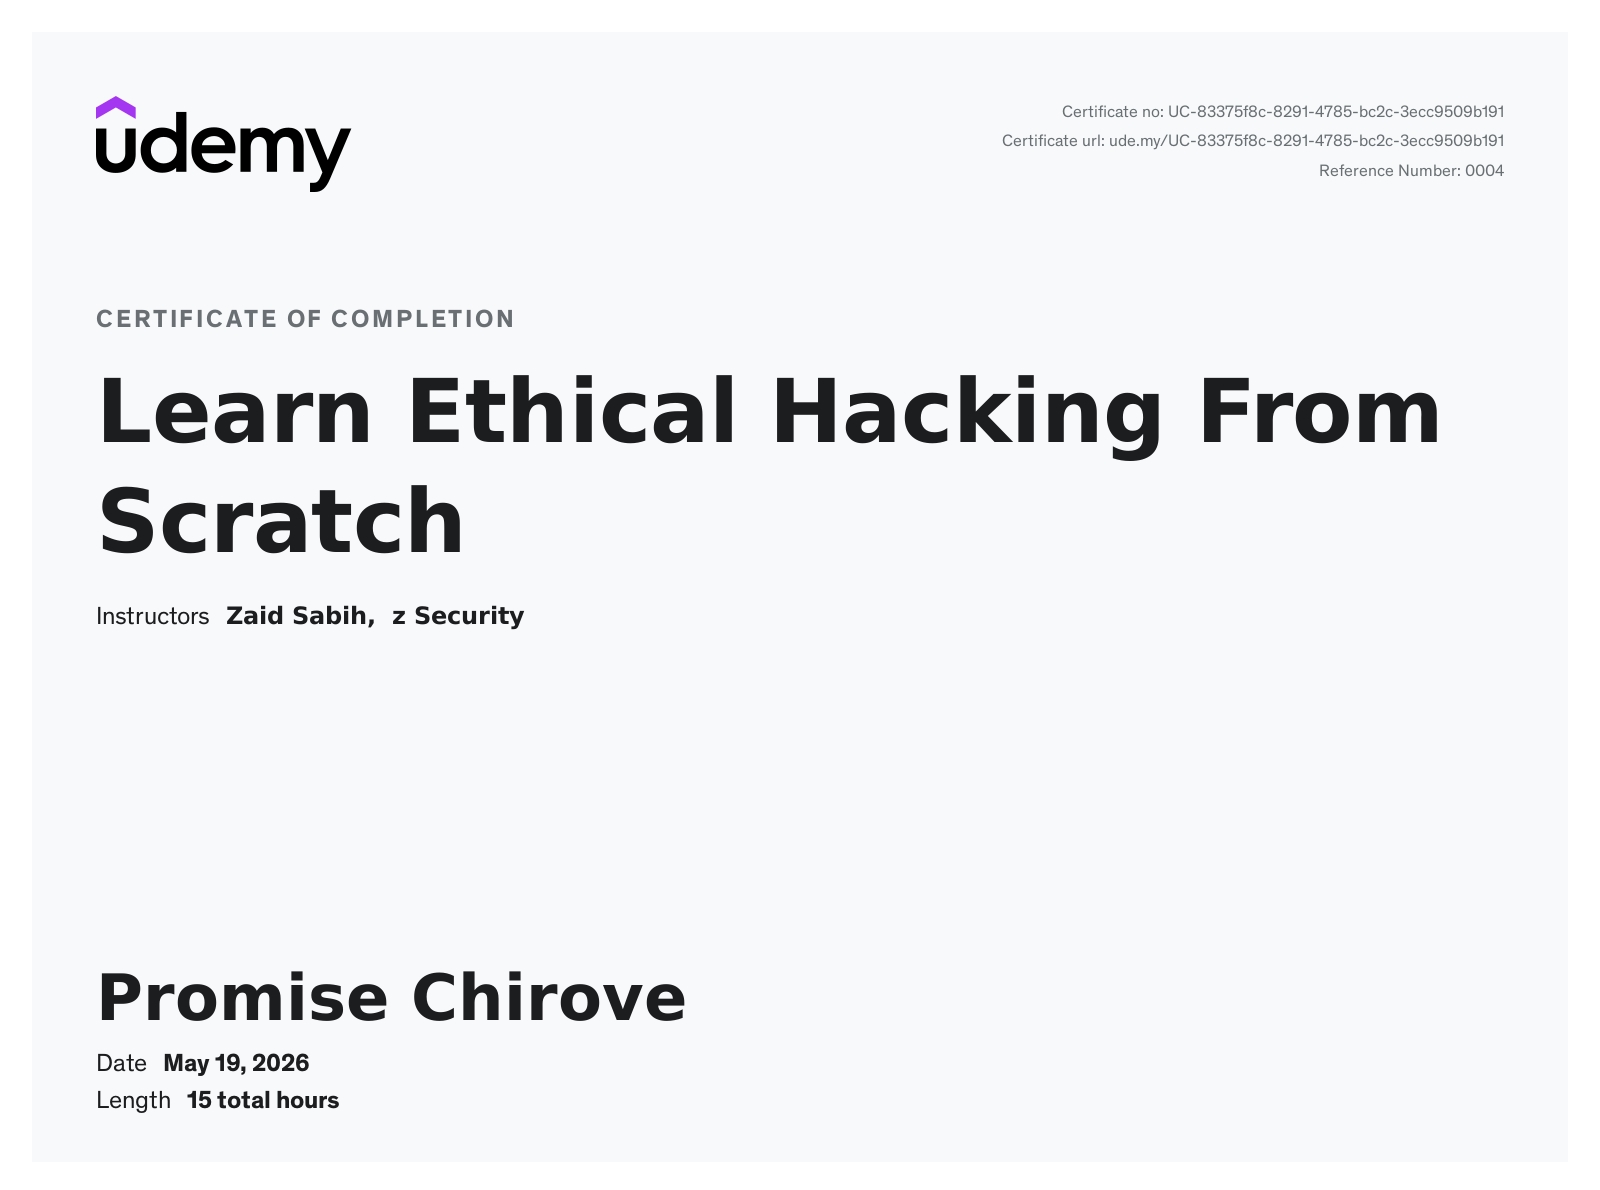 udemy
Certificate no: UC-83375f8c-8291-4785-bc2c-3ecc9509b191
Certificate url: ude.my/UC-83375f8c-8291-4785-bc2c-3ecc9509b191
Reference Number: 0004
CERTIFICATE OF COMPLETION
Learn Ethical Hacking From
Scratch
Instructors Zaid Sabih, z Security
Promise Chirove
Date May 19, 2026
Length 15 total hours